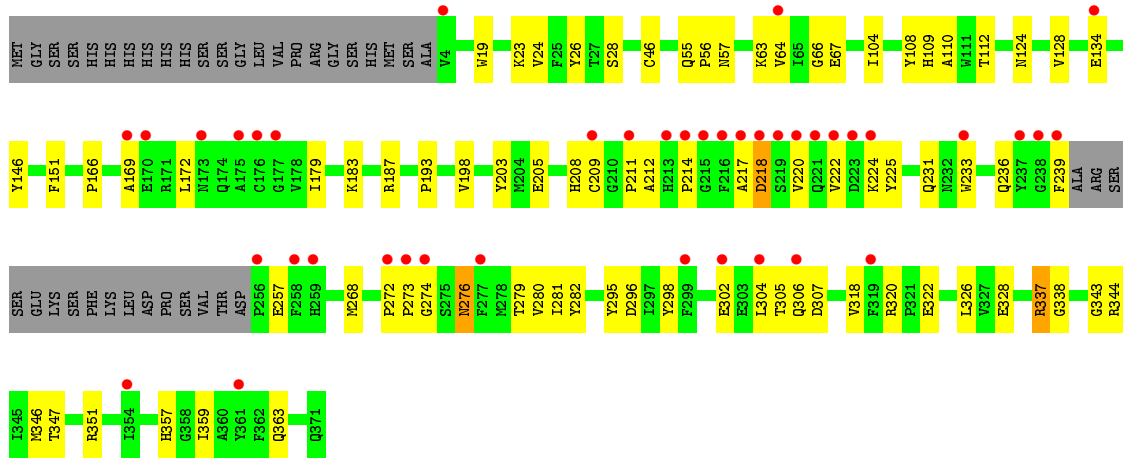 MET GLY SER SER HIS HIS HIS HIS HIS HIS SER SER GLY LEU VAL PRO ARG GLY SER HIS MET SER ALA V4 W19 K23 V24 F25 Y26 T27 S28 C46 Q55 P56 N57 K63 V64 I65 G66 E67 I104 Y108 H109 A110 W111 T112 N124 V128 E134
Y146 F151 P166 A169 E170 R171 L172 N173 Q174 A175 C176 G177 V178 I179 K183 R187 P193 V198 Y203 M204 E205 H208 C209 G210 P211 A212 H213 P214 G215 F216 A217 D218 S219 V220 Q221 V222 D223 K224 Y225 Q231 N232 W233 Q236 Y237 G238 F239 ALA ARG SER
SER GLU LYS SER PHE LYS LEU ASP PRO SER VAL THR ASP P256 E257 F258 H259 M268 P272 P273 G274 S275 N276 F277 M278 T279 V280 I281 Y282 Y295 D296 I297 Y298 F299 E302 E303 L304 T305 Q306 D307 V318 F319 R320 P321 E322 L326 V327 E328 R337 G338 G343 R344
I345 M346 T347 R351 I354 H357 G358 I359 A360 Y361 F362 Q363 Q371